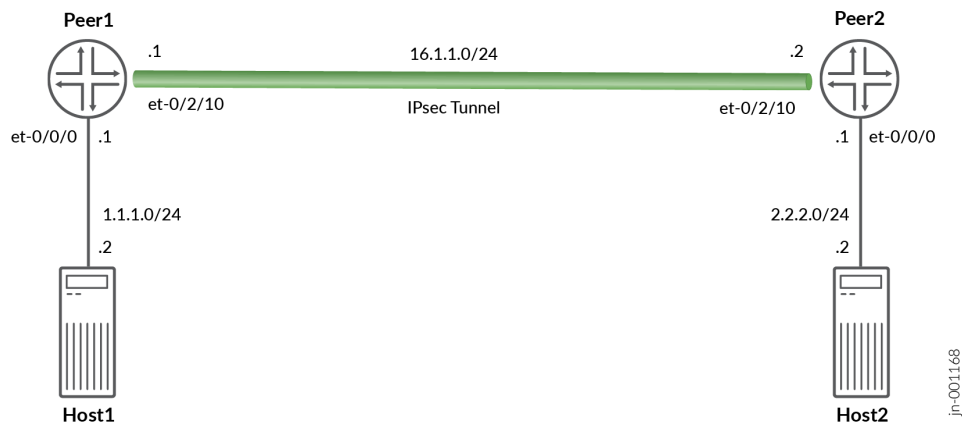 Peer1
Peer2
.1
16.1.1.0/24
.2
et-0/2/10
IPsec Tunnel
et-0/2/10
et-0/0/0
.1
.1
et-0/0/0
1.1.1.0/24
2.2.2.0/24
.2
.2
Host1
Host2
jn-001168